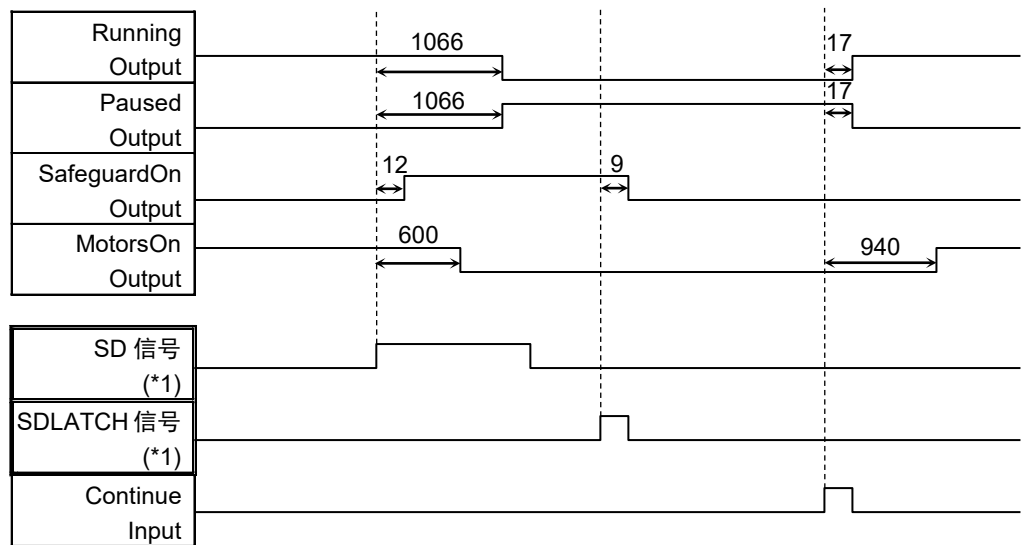 Running
Output
1066
17
Paused
Output
1066
17
SafeguardOn
Output
12
9
MotorsOn
Output
600
940
SD 信号
(*1)
SDLATCH 信号
(*1)
Continue
Input